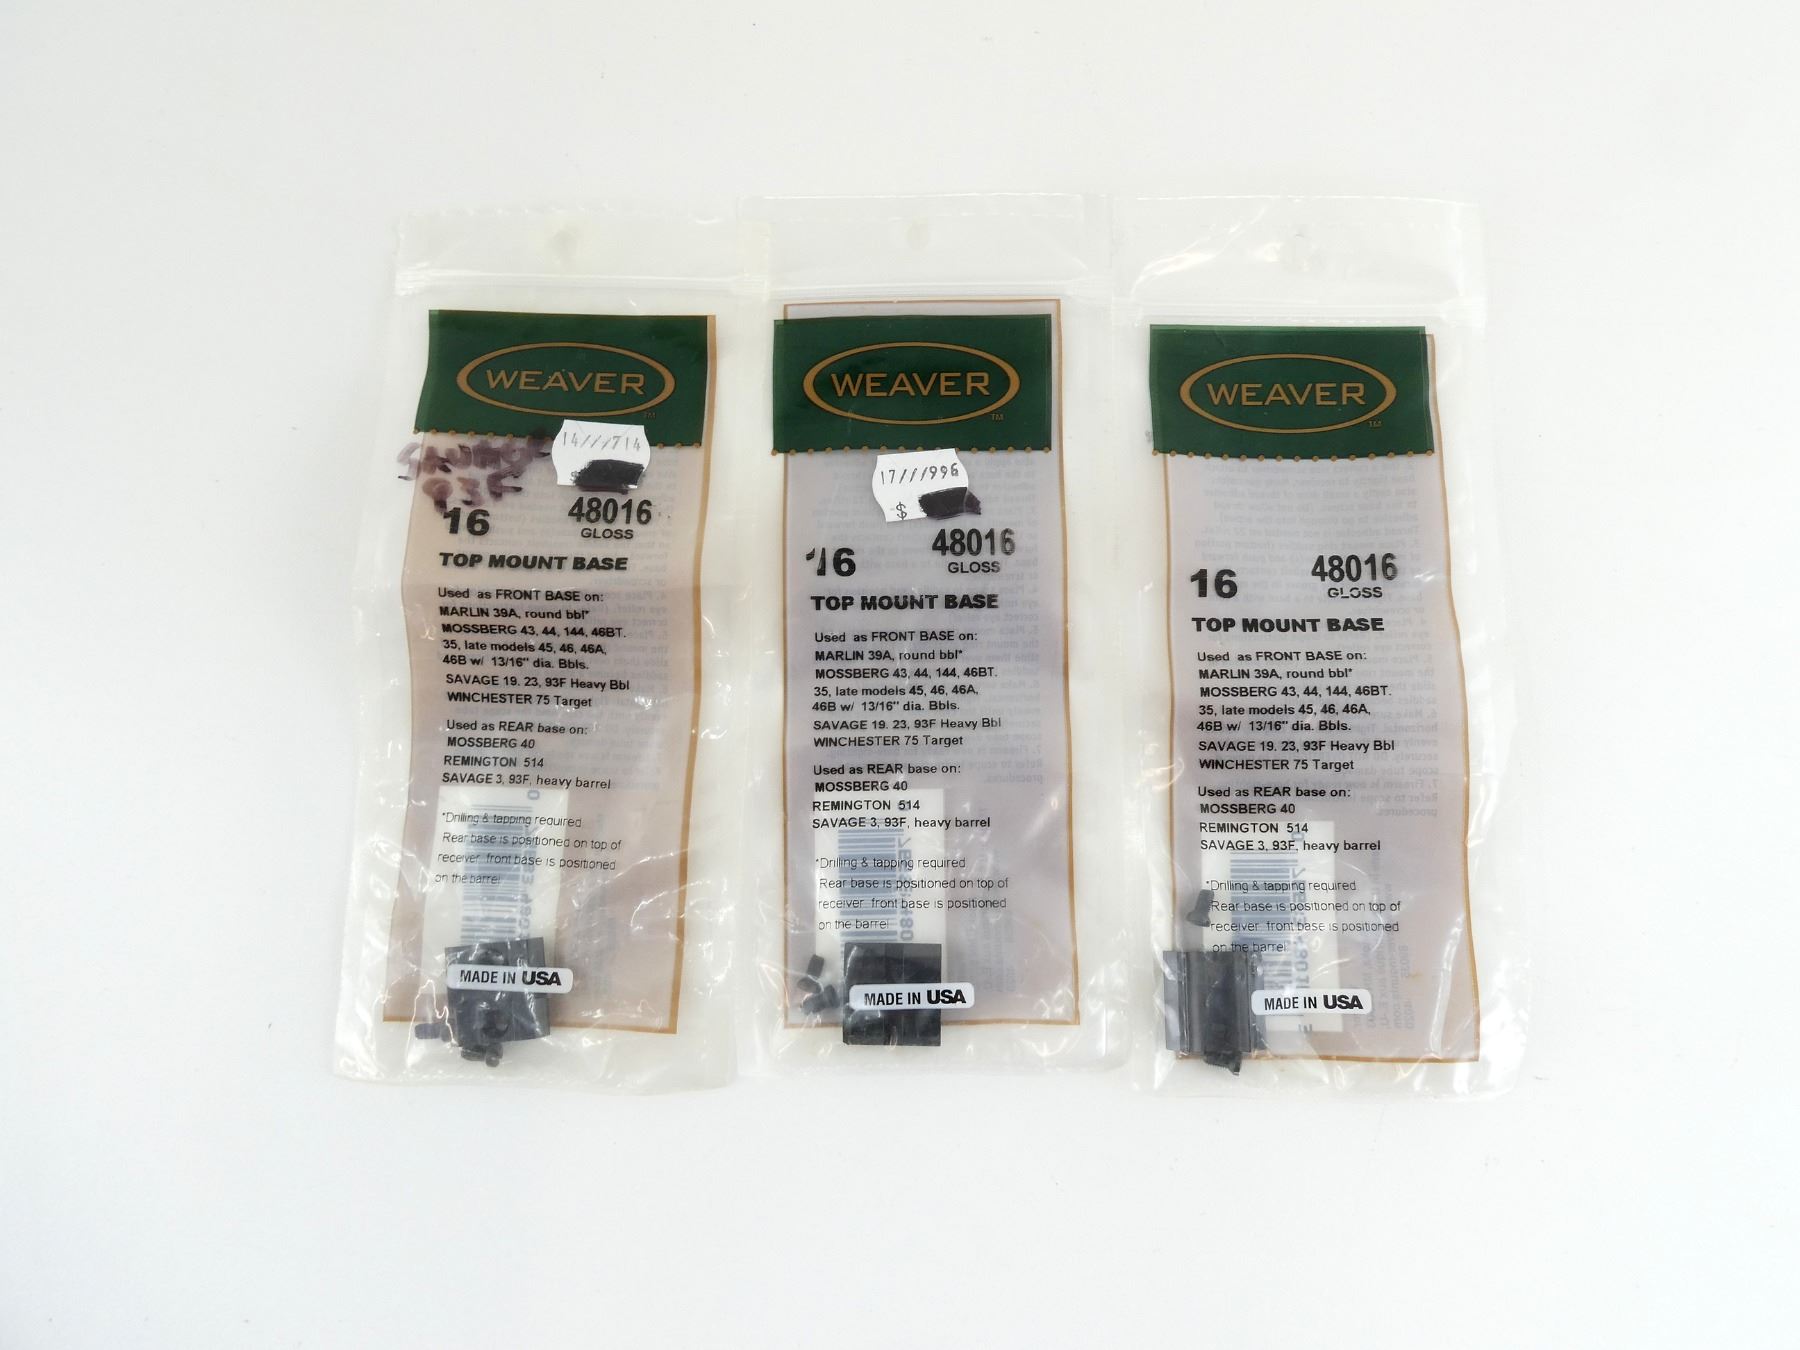 WEAVER
TM
14///714
$
93F
16
48016
GLOSS
TOP MOUNT BASE
Used as FRONT BASE on:
MARLIN 39A, round bbl*
MOSSBERG 43, 44, 144, 46BT.
35, late models 45, 46, 46A,
46B w/ 13/16" dia. Bbls.
SAVAGE 19. 23, 93F Heavy Bbl
WINCHESTER 75 Target
Used as REAR base on:
MOSSBERG 40
REMINGTON 514
SAVAGE 3, 93F, heavy barrel
*Drilling & tapping required
Rear base is positioned on top of
receiver front base is positioned
on the barrel
MADE IN USA
WEAVER
TM
17///996
$
16
48016
GLOSS
TOP MOUNT BASE
Used as FRONT BASE on:
MARLIN 39A, round bbl*
MOSSBERG 43, 44, 144, 46BT.
35, late models 45, 46, 46A,
46B w/ 13/16" dia. Bbls.
SAVAGE 19. 23, 93F Heavy Bbl
WINCHESTER 75 Target
Used as REAR base on:
MOSSBERG 40
REMINGTON 514
SAVAGE 3, 93F, heavy barrel
*Drilling & tapping required
Rear base is positioned on top of
receiver front base is positioned
on the barrel
MADE IN USA
WEAVER
TM
16
48016
GLOSS
TOP MOUNT BASE
Used as FRONT BASE on:
MARLIN 39A, round bbl*
MOSSBERG 43, 44, 144, 46BT.
35, late models 45, 46, 46A,
46B w/ 13/16" dia. Bbls.
SAVAGE 19. 23, 93F Heavy Bbl
WINCHESTER 75 Target
Used as REAR base on:
MOSSBERG 40
REMINGTON 514
SAVAGE 3, 93F, heavy barrel
*Drilling & tapping required
Rear base is positioned on top of
receiver front base is positioned
on the barrel
MADE IN USA